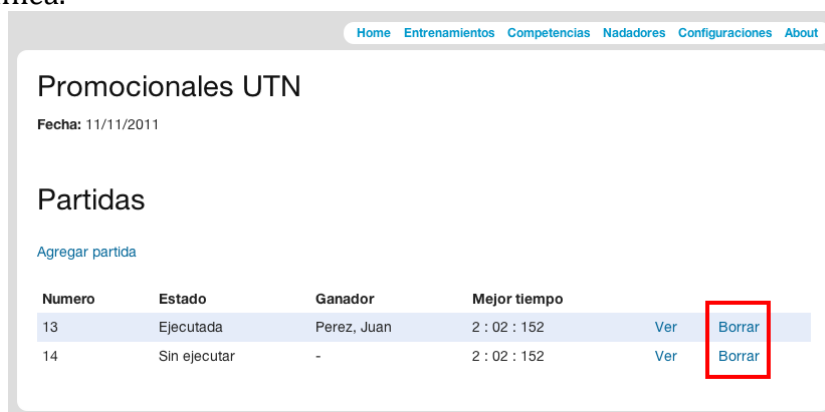 Home Entrenamientos Competencias Nadadores Configuraciones About
Promocionales UTN
Fecha: 11/11/2011
Partidas
Agregar partida
Numero Estado Ganador Mejor tiempo
13 Ejecutada Perez, Juan 2 : 02 : 152 Ver Borrar
14 Sin ejecutar - 2 : 02 : 152 Ver Borrar